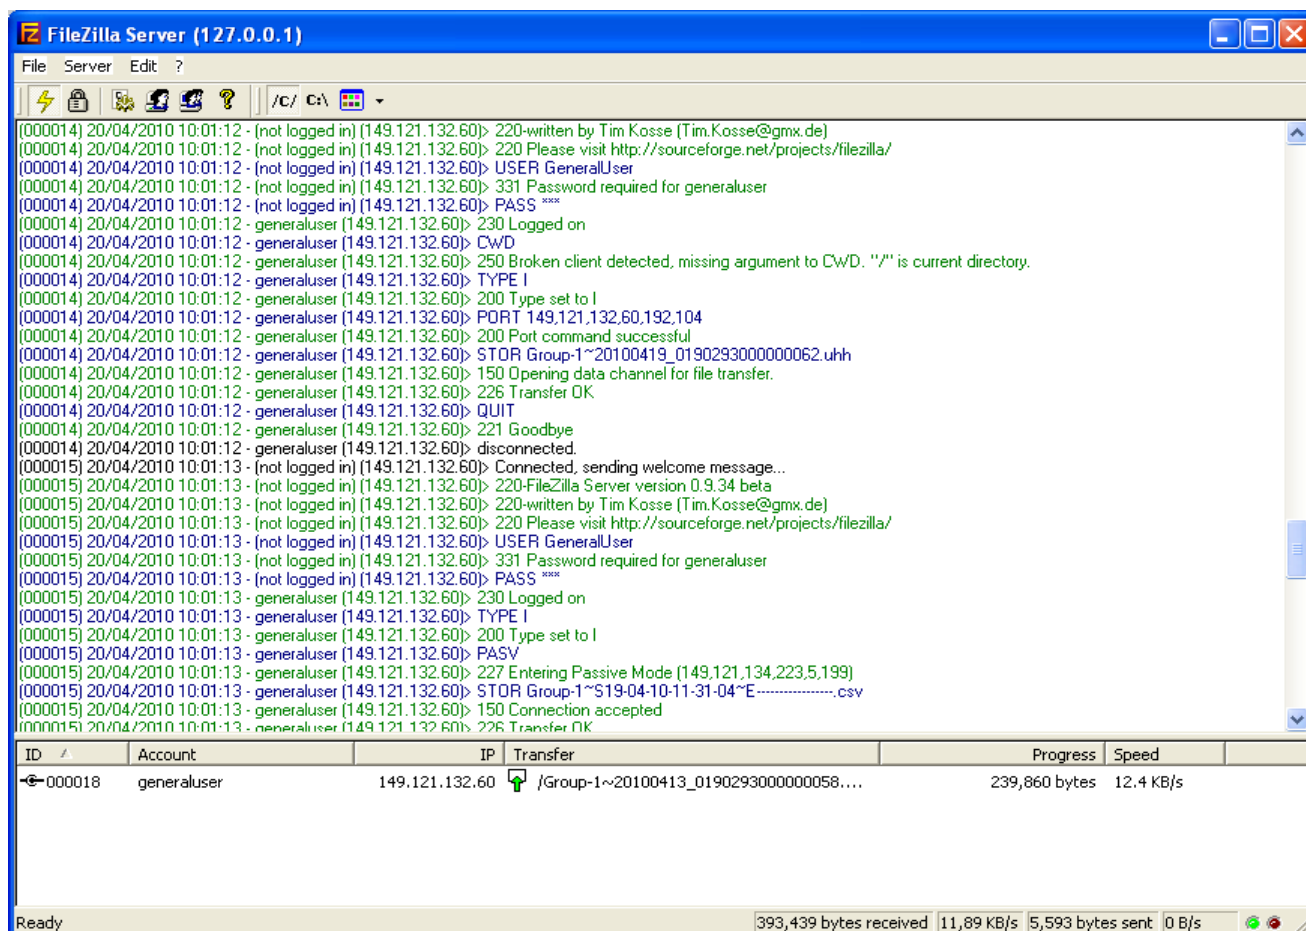 FileZilla Server (127.0.0.1)
File Server Edit ?
/C/ C:\
(000014) 20/04/2010 10:01:12 - (not logged in) (149.121.132.60)> 220-written by Tim Kosse (Tim.Kosse@gmx.de)
(000014) 20/04/2010 10:01:12 - (not logged in) (149.121.132.60)> 220 Please visit http://sourceforge.net/projects/filezilla/
(000014) 20/04/2010 10:01:12 - (not logged in) (149.121.132.60)> USER GeneralUser
(000014) 20/04/2010 10:01:12 - (not logged in) (149.121.132.60)> 331 Password required for generaluser
(000014) 20/04/2010 10:01:12 - (not logged in) (149.121.132.60)> PASS ***
(000014) 20/04/2010 10:01:12 - generaluser (149.121.132.60)> 230 Logged on
(000014) 20/04/2010 10:01:12 - generaluser (149.121.132.60)> CWD
(000014) 20/04/2010 10:01:12 - generaluser (149.121.132.60)> 250 Broken client detected, missing argument to CWD. "/" is current directory.
(000014) 20/04/2010 10:01:12 - generaluser (149.121.132.60)> TYPE I
(000014) 20/04/2010 10:01:12 - generaluser (149.121.132.60)> 200 Type set to I
(000014) 20/04/2010 10:01:12 - generaluser (149.121.132.60)> PORT 149,121,132,60,192,104
(000014) 20/04/2010 10:01:12 - generaluser (149.121.132.60)> 200 Port command successful
(000014) 20/04/2010 10:01:12 - generaluser (149.121.132.60)> STOR Group-1~20100419_0190293000000062.uhh
(000014) 20/04/2010 10:01:12 - generaluser (149.121.132.60)> 150 Opening data channel for file transfer.
(000014) 20/04/2010 10:01:12 - generaluser (149.121.132.60)> 226 Transfer OK
(000014) 20/04/2010 10:01:12 - generaluser (149.121.132.60)> QUIT
(000014) 20/04/2010 10:01:12 - generaluser (149.121.132.60)> 221 Goodbye
(000014) 20/04/2010 10:01:12 - generaluser (149.121.132.60)> disconnected.
(000015) 20/04/2010 10:01:13 - (not logged in) (149.121.132.60)> Connected, sending welcome message...
(000015) 20/04/2010 10:01:13 - (not logged in) (149.121.132.60)> 220-FileZilla Server version 0.9.34 beta
(000015) 20/04/2010 10:01:13 - (not logged in) (149.121.132.60)> 220-written by Tim Kosse (Tim.Kosse@gmx.de)
(000015) 20/04/2010 10:01:13 - (not logged in) (149.121.132.60)> 220 Please visit http://sourceforge.net/projects/filezilla/
(000015) 20/04/2010 10:01:13 - (not logged in) (149.121.132.60)> USER GeneralUser
(000015) 20/04/2010 10:01:13 - (not logged in) (149.121.132.60)> 331 Password required for generaluser
(000015) 20/04/2010 10:01:13 - (not logged in) (149.121.132.60)> PASS ***
(000015) 20/04/2010 10:01:13 - generaluser (149.121.132.60)> 230 Logged on
(000015) 20/04/2010 10:01:13 - generaluser (149.121.132.60)> TYPE I
(000015) 20/04/2010 10:01:13 - generaluser (149.121.132.60)> 200 Type set to I
(000015) 20/04/2010 10:01:13 - generaluser (149.121.132.60)> PASV
(000015) 20/04/2010 10:01:13 - generaluser (149.121.132.60)> 227 Entering Passive Mode (149,121,134,223,5,199)
(000015) 20/04/2010 10:01:13 - generaluser (149.121.132.60)> STOR Group-1~S19-04-10-11-31-04~E-----------------.csv
(000015) 20/04/2010 10:01:13 - generaluser (149.121.132.60)> 150 Connection accepted
(000015) 20/04/2010 10:01:13 - generaluser (149.121.132.60)> 226 Transfer OK
ID Account IP Transfer Progress Speed
000018 generaluser 149.121.132.60 /Group-1~20100413_0190293000000058.... 239,860 bytes 12.4 KB/s
Ready 393,439 bytes received 11,89 KB/s 5,593 bytes sent 0 B/s